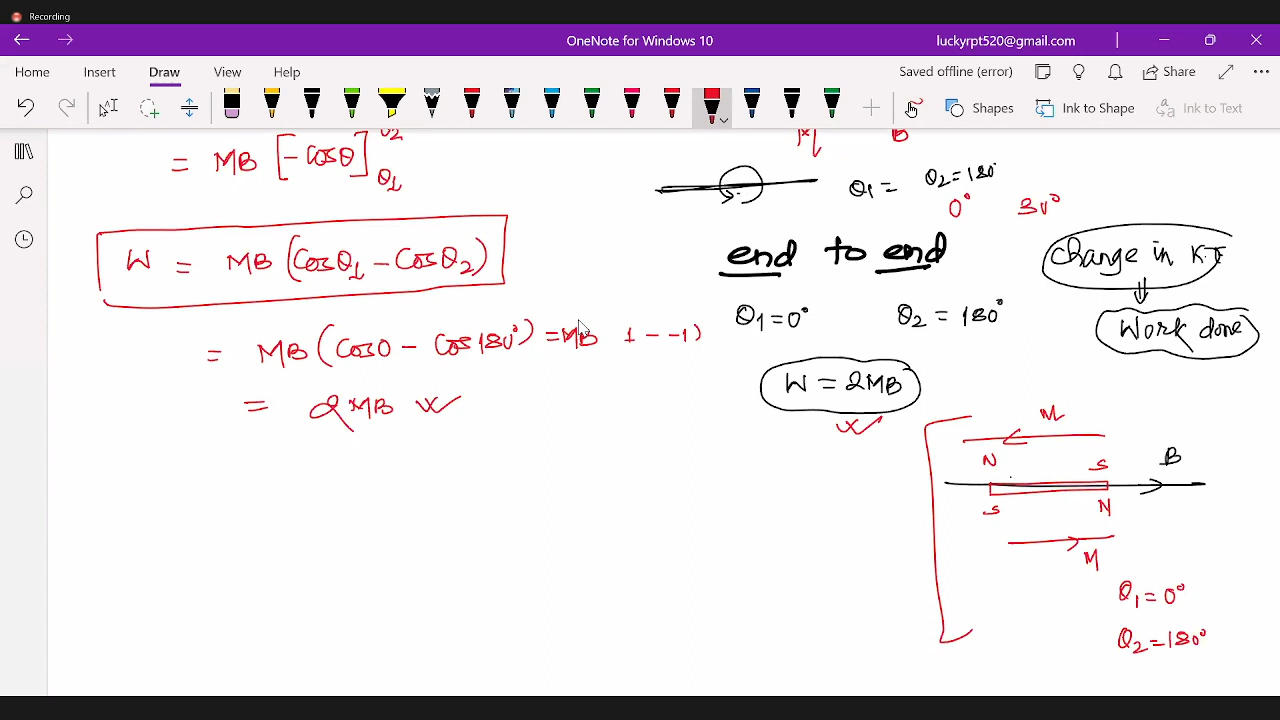 Recording
OneNote for Windows 10
luckyrpt520@gmail.com
Home Insert Draw View Help
Saved offline (error) Share
Shapes Ink to Shape Ink to Text
= MB [-Cosθ]
θ1
M B
θ1 = θ2 = 180°
0° 30°
W = MB (Cosθ1 - Cosθ2)
end to end
Change in K.E
⇓
Work done
θ1 = 0° θ2 = 180°
= MB (Cos0 - Cos180°) = MB 1 - -1)
W = 2MB
= 2MB
M
N S
B
S N
M
θ1 = 0°
θ2 = 180°